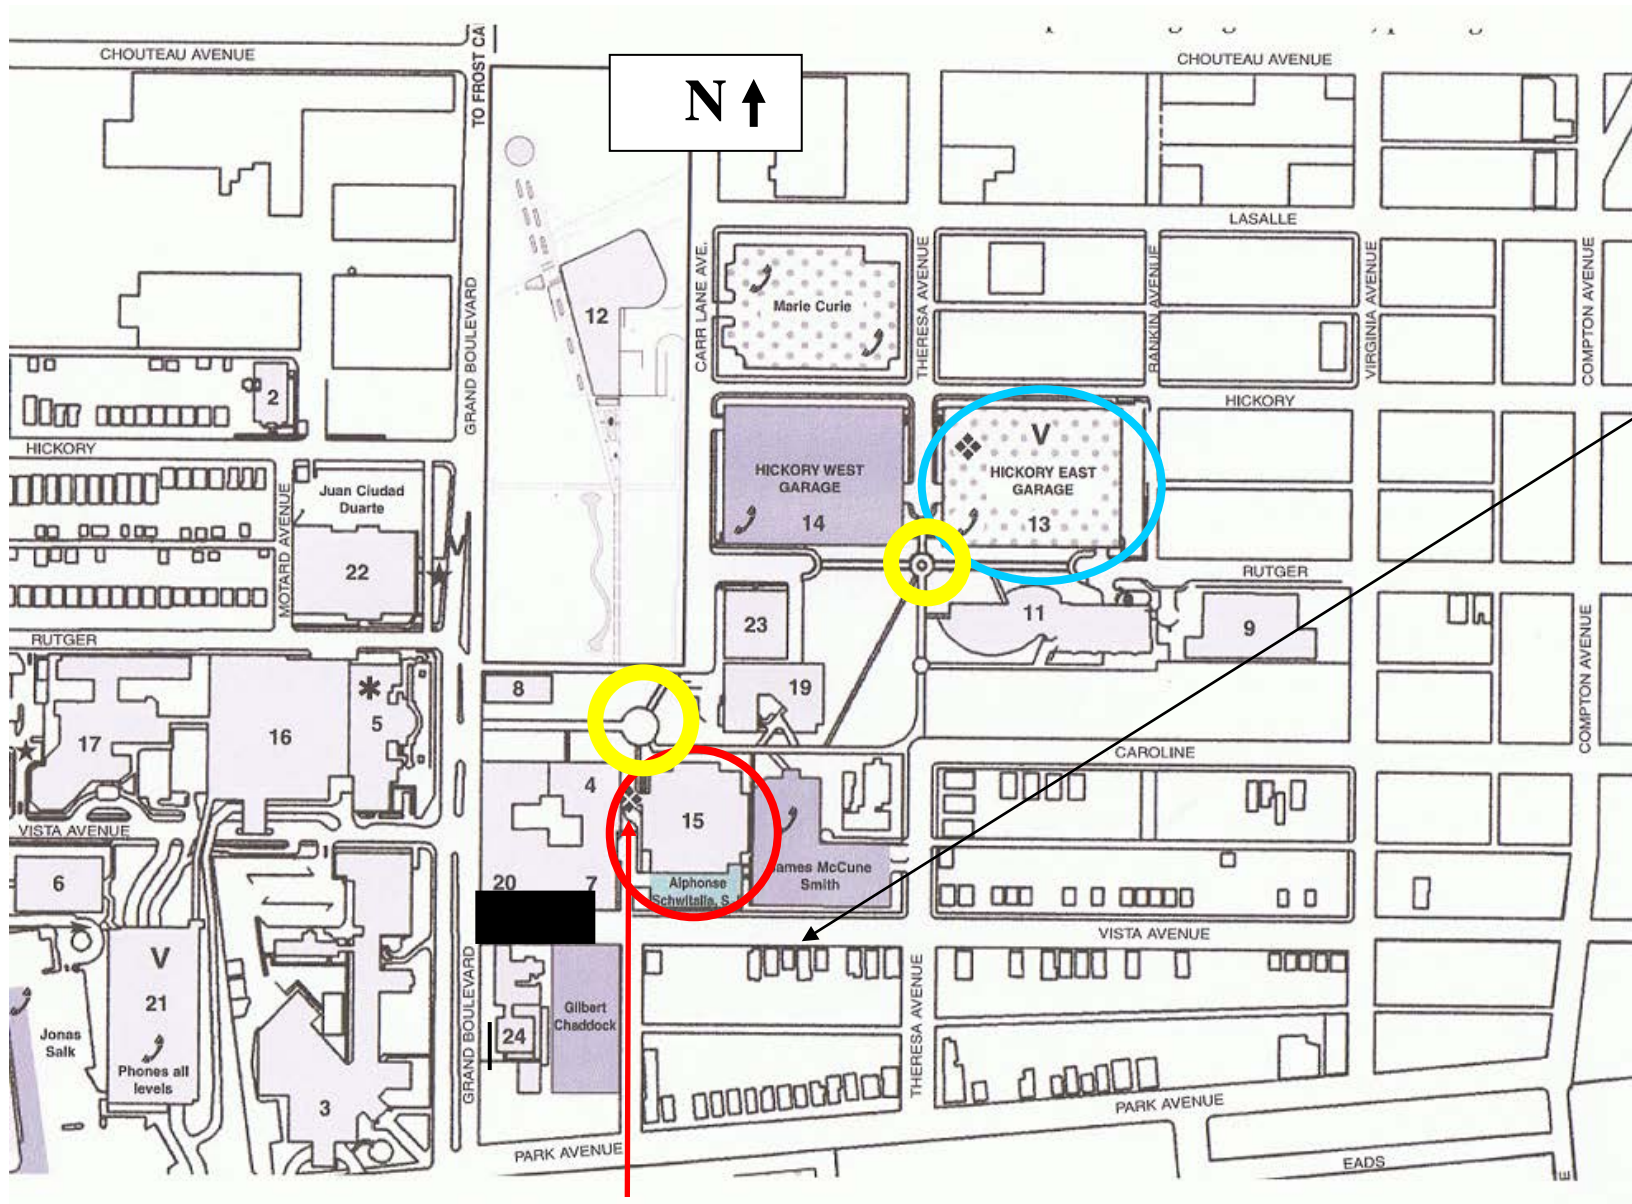 CHOUTEAU AVENUE
TO FROST CA
N
CHOUTEAU AVENUE
LASALLE
CARR LANE AVE.
THERESA AVENUE
RANKIN AVENUE
VIRGINIA AVENUE
COMPTON AVENUE
GRAND BOULEVARD
12
Marie Curie
2
HICKORY
HICKORY
V
HICKORY WEST
GARAGE
14
HICKORY EAST
GARAGE
13
Juan Ciudad
Duarte
MOTARD AVENUE
22
RUTGER
RUTGER
23
11
9
8
19
17
16
5
COMPTON AVENUE
CAROLINE
4
15
VISTA AVENUE
6
20
7
Alphonse
Schwitalla, S.
James McCune
Smith
VISTA AVENUE
GRAND BOULEVARD
THERESA AVENUE
V
21
Phones all
levels
Jonas
Salk
3
24
Gilbert
Chaddock
PARK AVENUE
PARK AVENUE
EADS
E